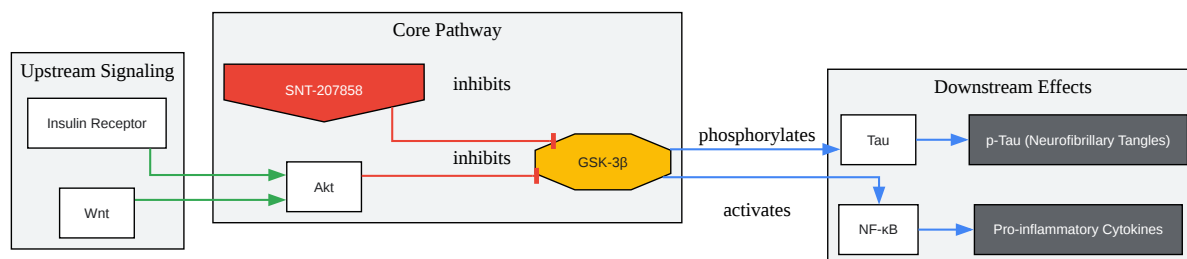 Upstream Signaling
Insulin Receptor
Wnt
Core Pathway
SNT-207858
inhibits
inhibits
Akt
GSK-3β
phosphorylates
activates
Downstream Effects
Tau
p-Tau (Neurofibrillary Tangles)
NF-κB
Pro-inflammatory Cytokines